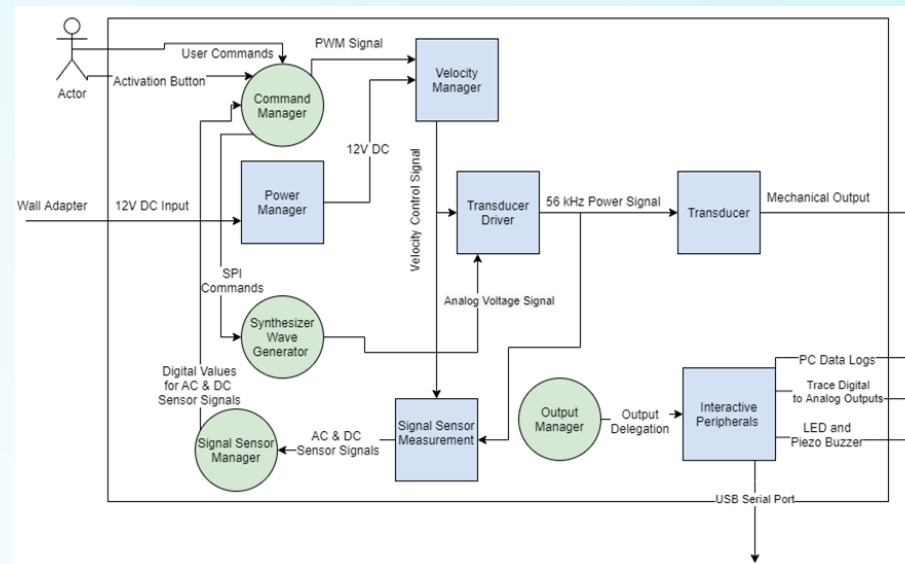 User Commands
PWM Signal
Activation Button
Actor
Command
Manager
Velocity
Manager
12V DC
Velocity Control Signal
Wall Adapter
12V DC Input
Power
Manager
Transducer
Driver
56 kHz Power Signal
Transducer
Mechanical Output
SPI
Commands
Analog Voltage Signal
Synthesizer
Wave
Generator
Digital Values
for AC & DC
Sensor Signals
Signal Sensor
Manager
AC & DC
Sensor Signals
Signal Sensor
Measurement
Output
Manager
Output
Delegation
Interactive
Peripherals
PC Data Logs
Trace Digital
to Analog Outputs
LED and
Piezo Buzzer
USB Serial Port